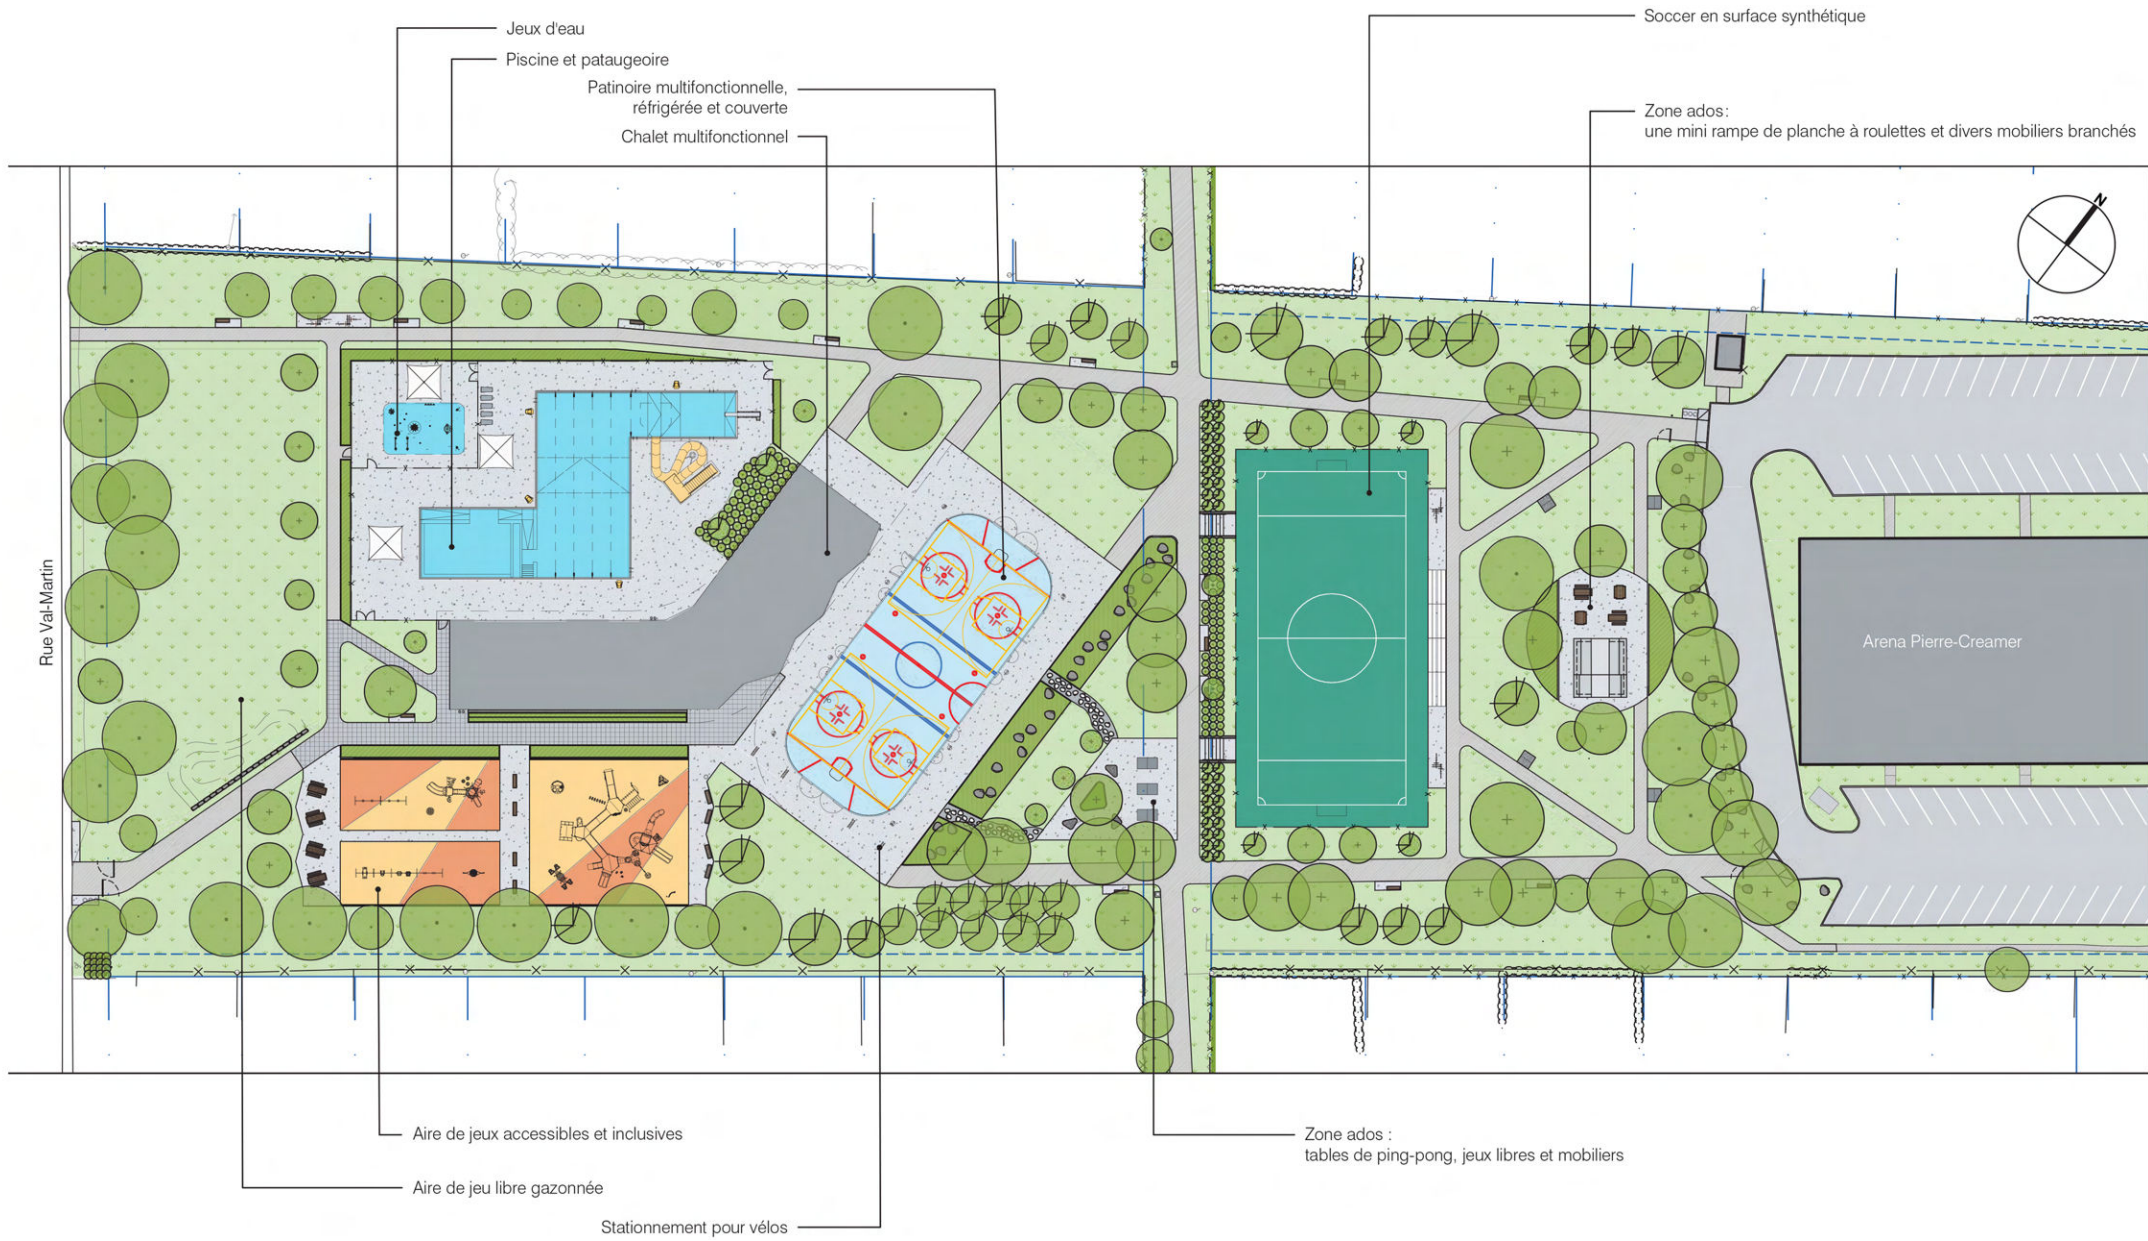 Jeux d'eau
Piscine et pataugeoire
Patinoire multifonctionnelle,
réfrigérée et couverte
Chalet multifonctionnel
Soccer en surface synthétique
Zone ados:
une mini rampe de planche à roulettes et divers mobiliers branchés
N
Rue Val-Martin
Arena Pierre-Creamer
Aire de jeux accessibles et inclusives
Aire de jeu libre gazonnée
Stationnement pour vélos
Zone ados :
tables de ping-pong, jeux libres et mobiliers